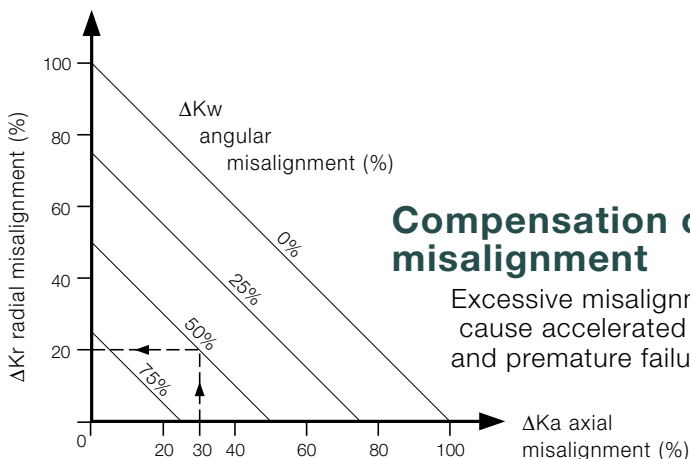 100
80
60
40
20
0
20 30 40 60 80 100
ΔKr radial misalignment (%)
ΔKw
angular
misalignment (%)
0%
25%
50%
75%
ΔKa axial
misalignment (%)
Compensation
misalignment
Excessive
cause accelerated
and premature